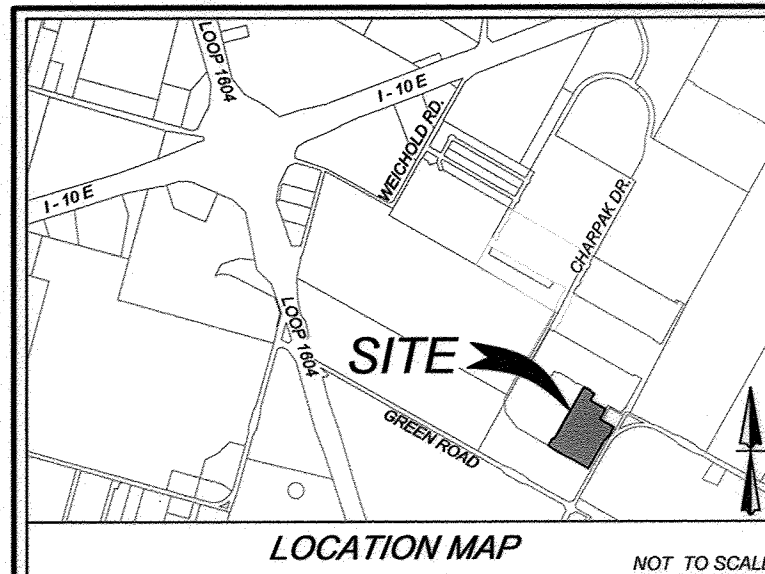 LOOP 1604
I - 10 E
WEICHOLD RD.
I - 10 E
CHARPAK DR.
LOOP 1604
SITE
GREEN ROAD
LOCATION MAP
NOT TO SCALE